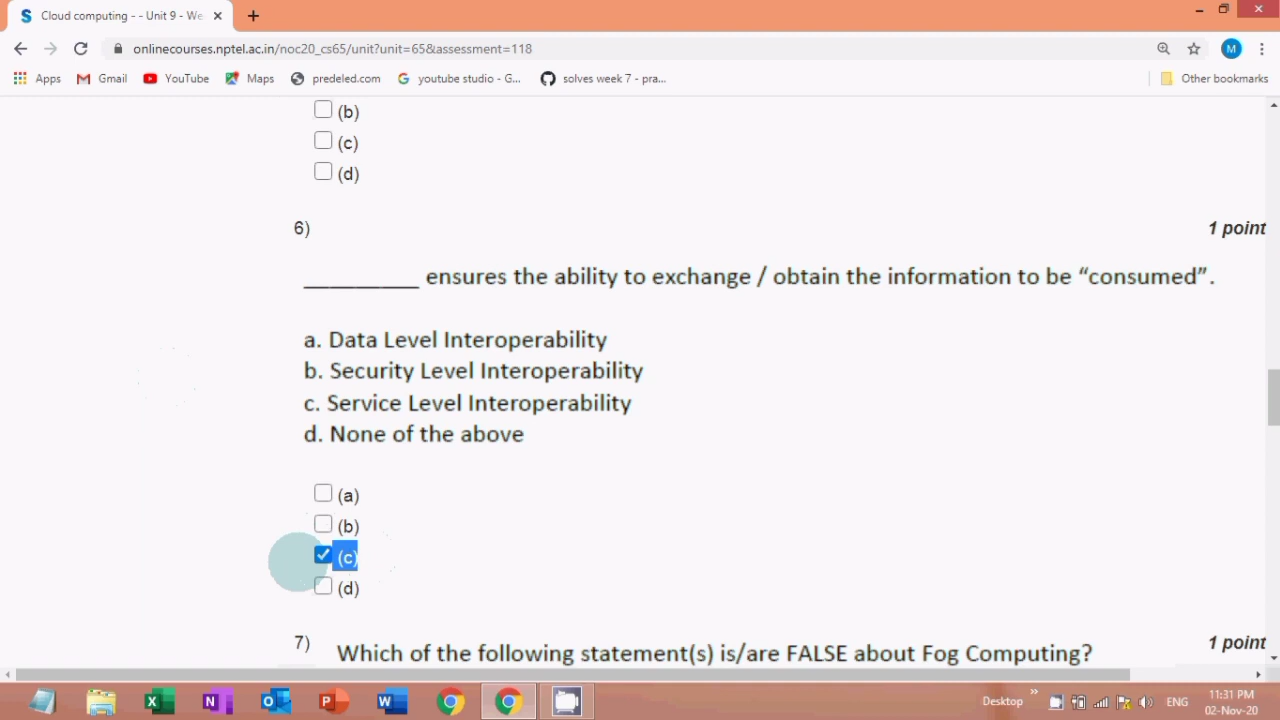 Cloud computing - - Unit 9 - We
onlinecourses.nptel.ac.in/noc20_cs65/unit?unit=65&assessment=118
M
Apps Gmail YouTube Maps predeled.com youtube studio - G... solves week 7 - pra... Other bookmarks
(b)
(c)
(d)
6) 1 point
_________ ensures the ability to exchange / obtain the information to be “consumed”.
a. Data Level Interoperability
b. Security Level Interoperability
c. Service Level Interoperability
d. None of the above
(a)
(b)
(c)
(d)
7) 1 point
Which of the following statement(s) is/are FALSE about Fog Computing?
Desktop ENG 11:31 PM
02-Nov-20